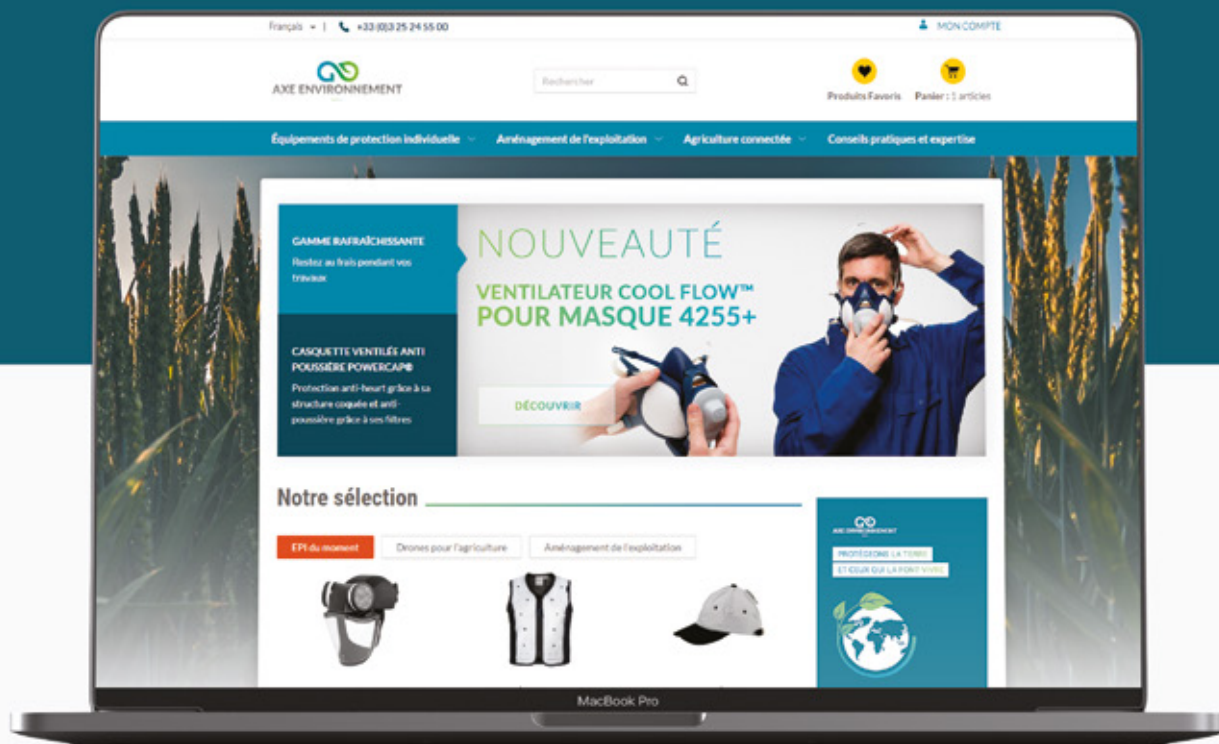 Français
|
+33 (0)3 25 24 55 00
MON COMPTE
AXE ENVIRONNEMENT
Rechercher
Produits Favoris
Panier : 1 articles
Équipements de protection individuelle
Aménagement de l'exploitation
Agriculture connectée
Conseils pratiques et expertise
GAMME RAFRAÎCHISSANTE
Restez au frais pendant vos
travaux
CASQUETTE VENTILÉE ANTI
POUSSIÈRE POWERCAP®
Protection anti-heurt grâce à sa
structure coquée et anti-
poussière grâce à ses filtres
NOUVEAUTÉ
VENTILATEUR COOL FLOW™
POUR MASQUE 4255+
DÉCOUVRIR
Notre sélection
EPI du moment
Drones pour l'agriculture
Aménagement de l'exploitation
AXE ENVIRONNEMENT
PROTÉGEONS LA TERRE
ET CEUX QUI LA FONT VIVRE
MacBook Pro